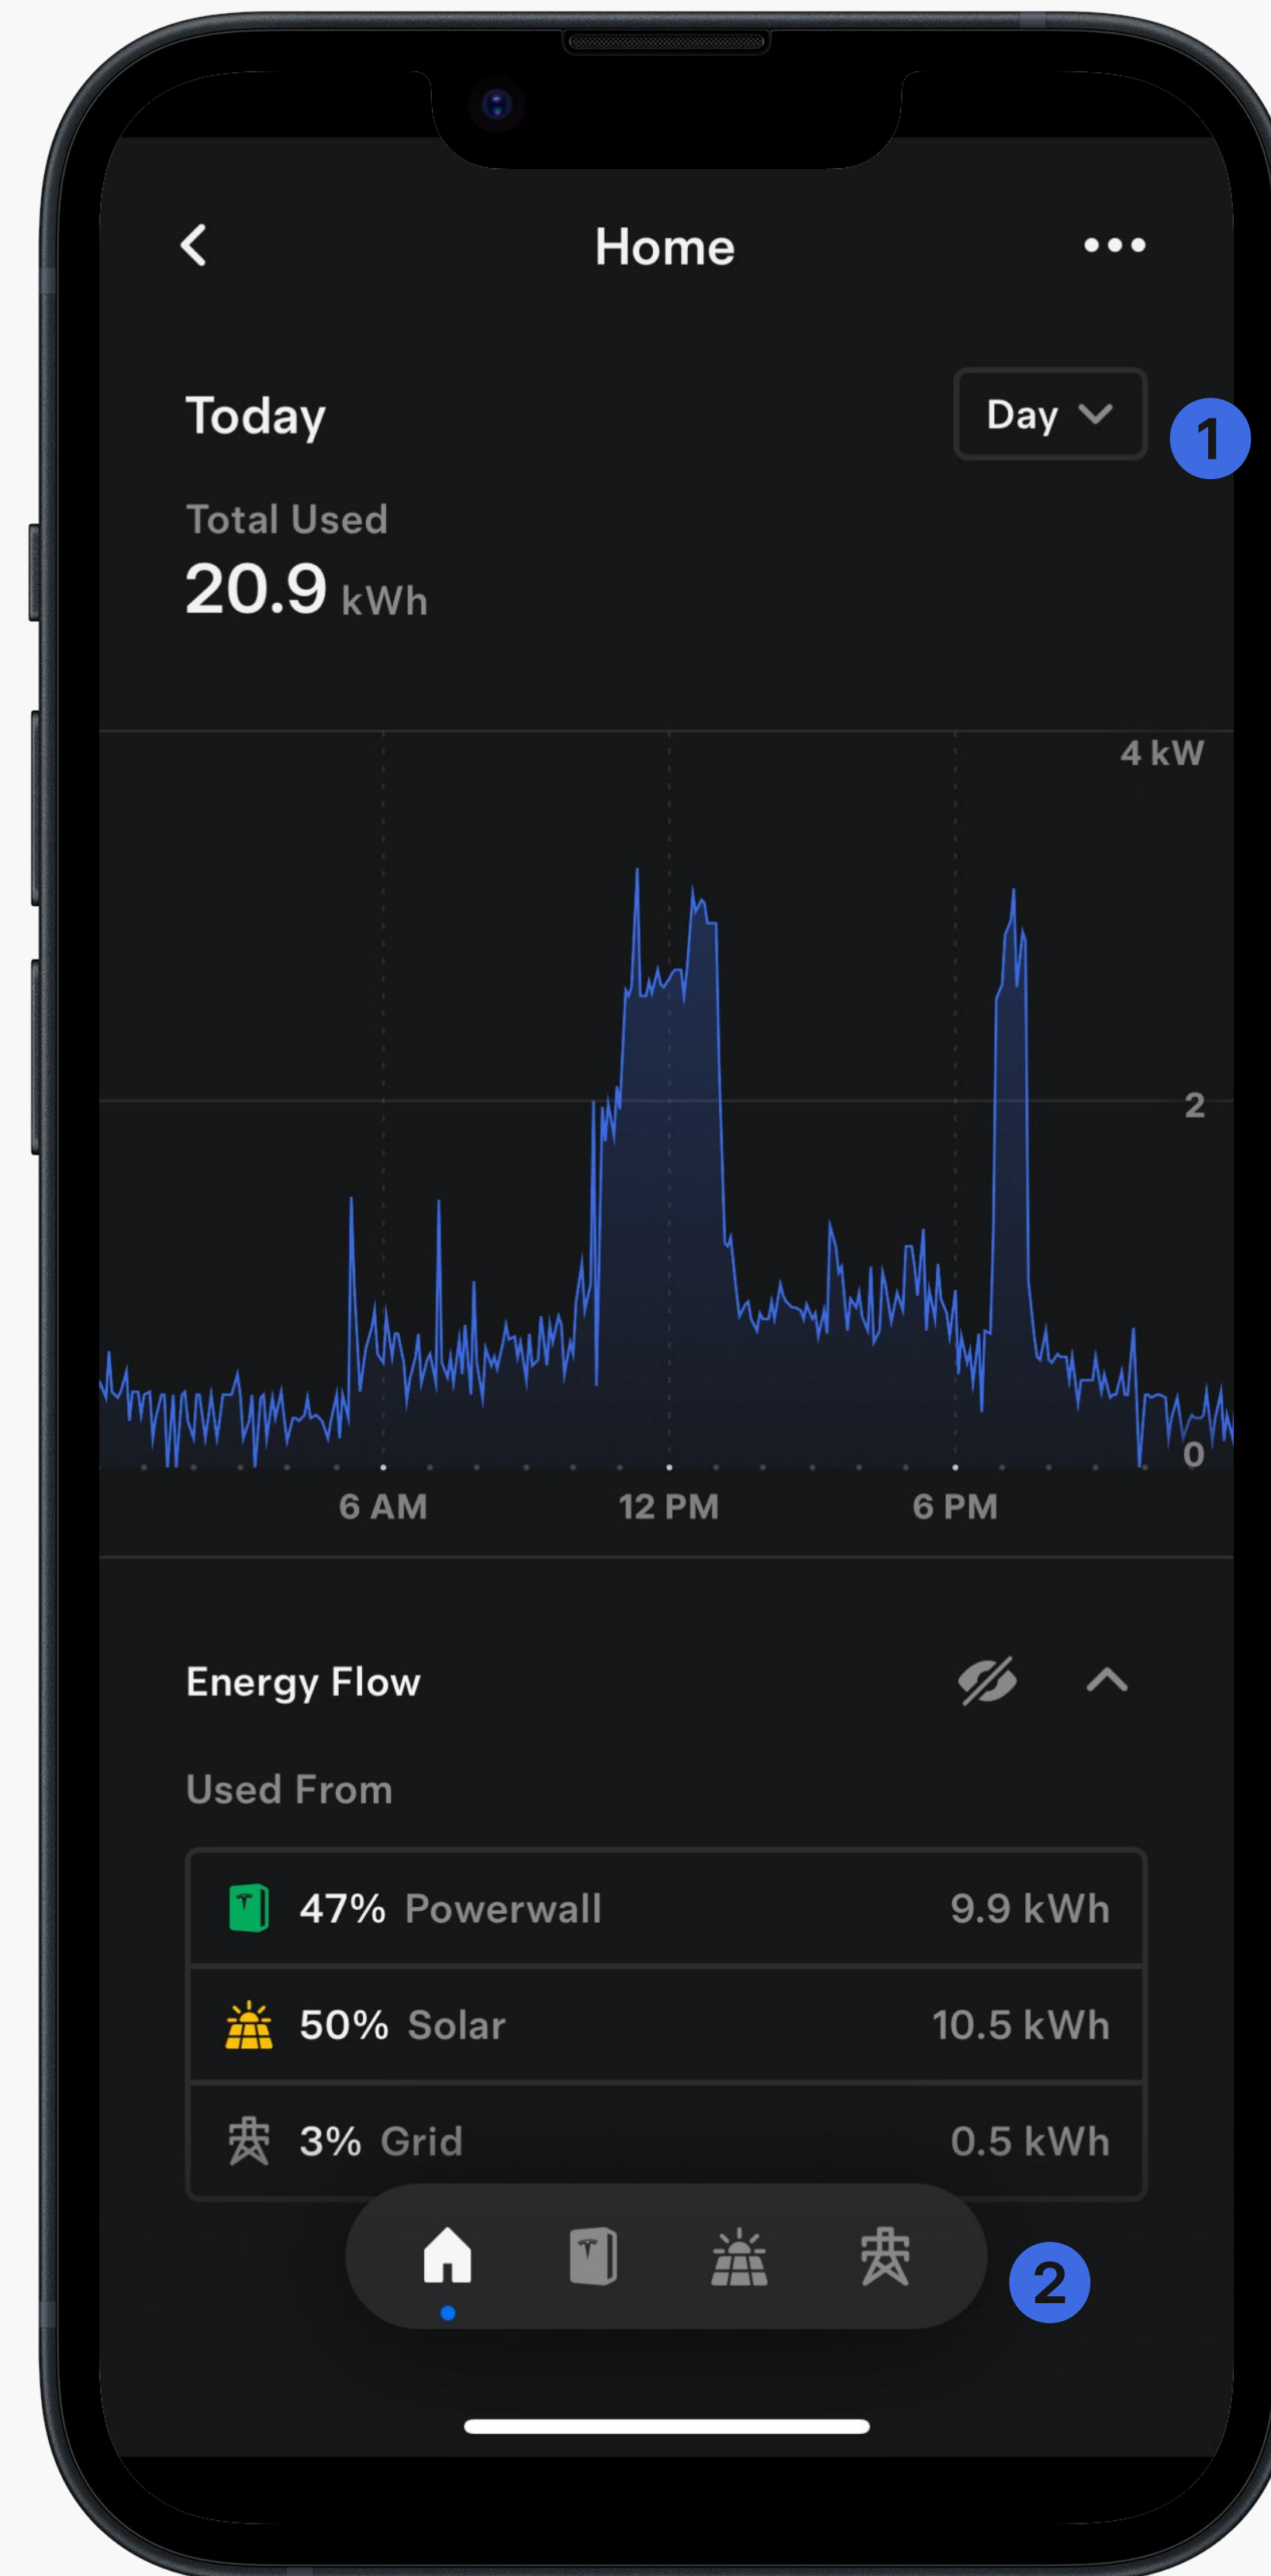 Home
Today
Day
1
Total Used
20.9 kWh
4 kW
2
0
6 AM 12 PM 6 PM
Energy Flow
Used From
47% Powerwall 9.9 kWh
50% Solar 10.5 kWh
3% Grid 0.5 kWh
2